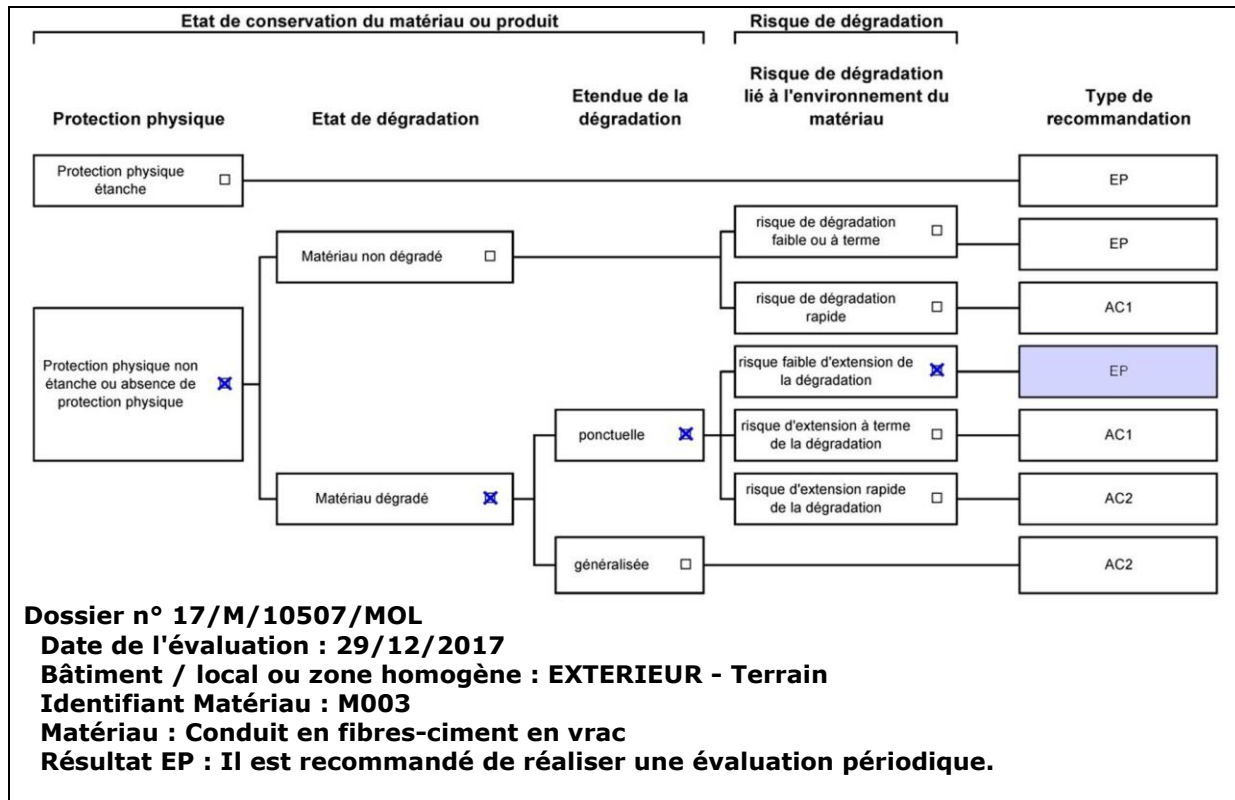 Etat de conservation du matériau ou produit
Risque de dégradation
Protection physique
Etat de dégradation
Etendue de la
dégradation
Risque de dégradation
lié à l'environnement du
matériau
Type de
recommandation
Protection physique
étanche
EP
Matériau non dégradé
risque de dégradation
faible ou à terme
EP
risque de dégradation
rapide
AC1
Protection physique non
étanche ou absence de
protection physique
risque faible d'extension de
la dégradation
EP
ponctuelle
risque d'extension à terme
de la dégradation
AC1
Matériau dégradé
risque d'extension rapide
de la dégradation
AC2
généralisée
AC2
Dossier n° 17/M/10507/MOL
Date de l'évaluation : 29/12/2017
Bâtiment / local ou zone homogène : EXTERIEUR - Terrain
Identifiant Matériau : M003
Matériau : Conduit en fibres-ciment en vrac
Résultat EP : Il est recommandé de réaliser une évaluation périodique.